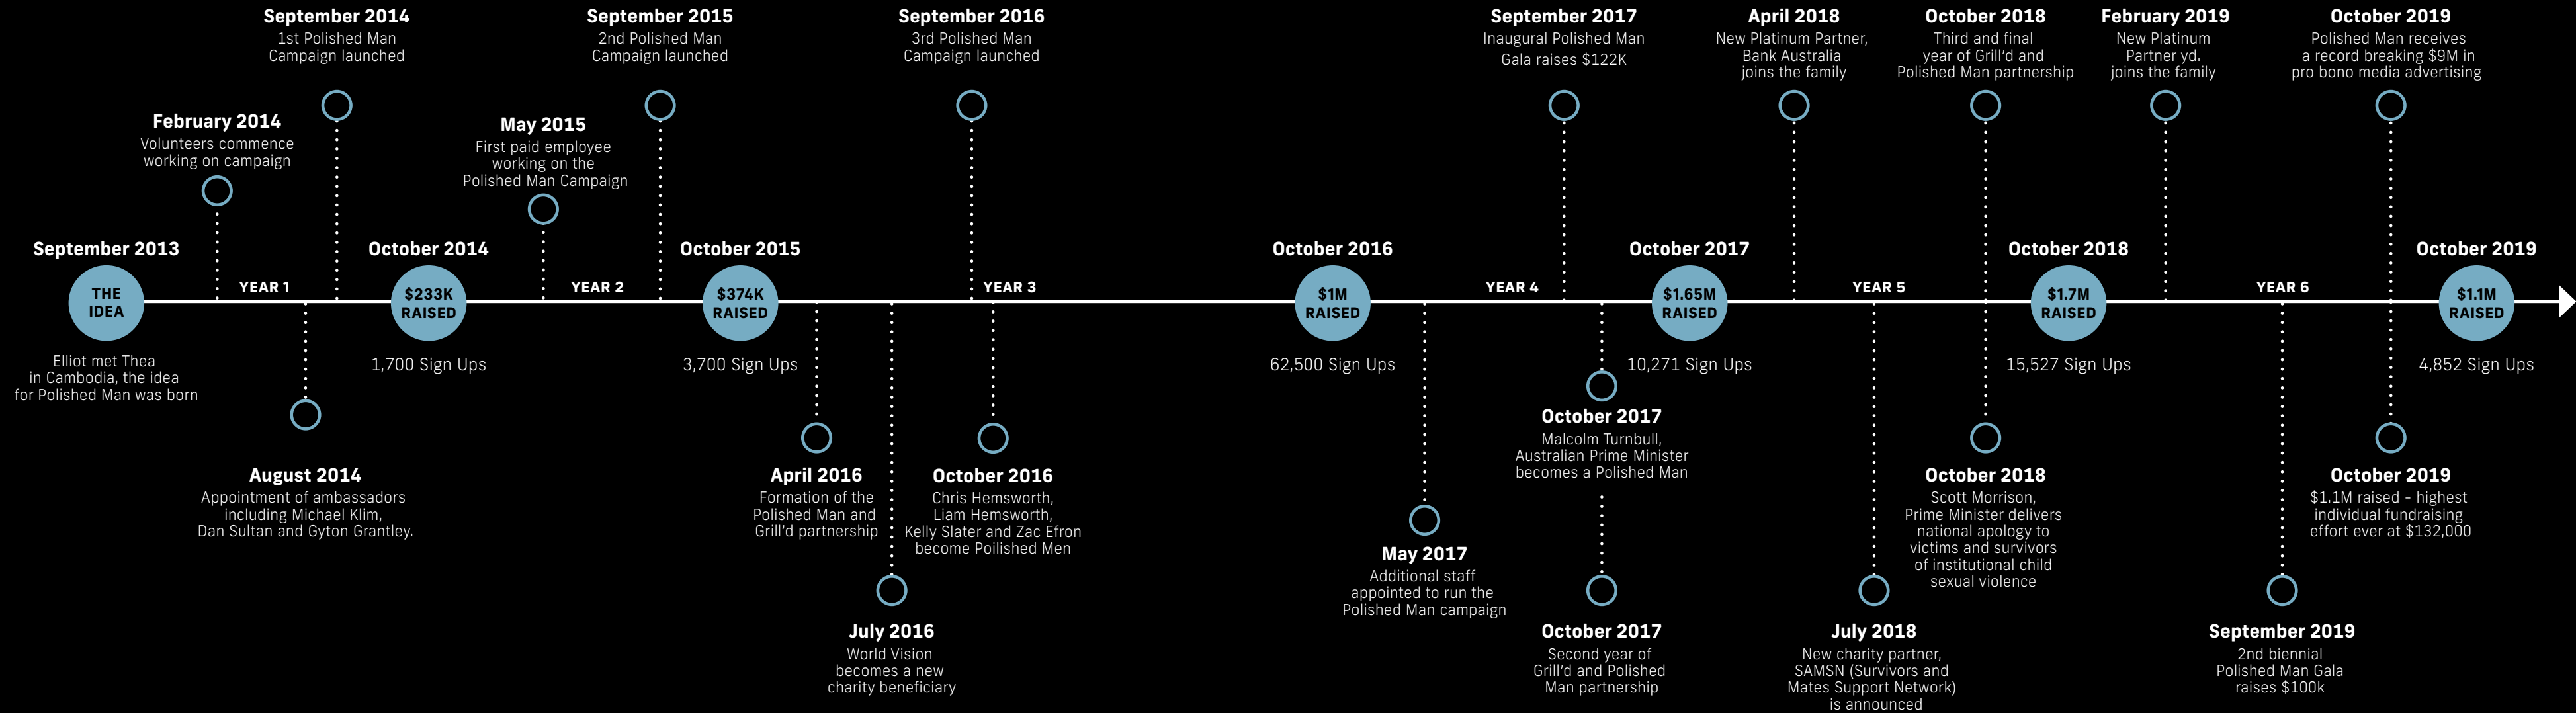 September 2013
THE
IDEA
Elliot met Thea
in Cambodia, the idea
for Polished Man was born
February 2014
Volunteers commence
working on campaign
YEAR 1
August 2014
Appointment of ambassadors
including Michael Klim,
Dan Sultan and Gyton Grantley.
September 2014
1st Polished Man
Campaign launched
October 2014
$233K
RAISED
1,700 Sign Ups
May 2015
First paid employee
working on the
Polished Man Campaign
YEAR 2
September 2015
2nd Polished Man
Campaign launched
October 2015
$374K
RAISED
3,700 Sign Ups
April 2016
Formation of the
Polished Man and
Grill'd partnership
July 2016
World Vision
becomes a new
charity beneficiary
September 2016
3rd Polished Man
Campaign launched
YEAR 3
October 2016
Chris Hemsworth,
Liam Hemsworth,
Kelly Slater and Zac Efron
become Poilished Men
October 2016
$1M
RAISED
62,500 Sign Ups
May 2017
Additional staff
appointed to run the
Polished Man campaign
YEAR 4
September 2017
Inaugural Polished Man
Gala raises $122K
October 2017
Malcolm Turnbull,
Australian Prime Minister
becomes a Polished Man
October 2017
Second year of
Grill'd and Polished
Man partnership
October 2017
$1.65M
RAISED
10,271 Sign Ups
April 2018
New Platinum Partner,
Bank Australia
joins the family
YEAR 5
July 2018
New charity partner,
SAMSN (Survivors and
Mates Support Network)
is announced
October 2018
Third and final
year of Grill'd and
Polished Man partnership
October 2018
Scott Morrison,
Prime Minister delivers
national apology to
victims and survivors
of institutional child
sexual violence
October 2018
$1.7M
RAISED
15,527 Sign Ups
February 2019
New Platinum
Partner yd.
joins the family
YEAR 6
September 2019
2nd biennial
Polished Man Gala
raises $100k
October 2019
Polished Man receives
a record breaking $9M in
pro bono media advertising
October 2019
$1.1M raised - highest
individual fundraising
effort ever at $132,000
October 2019
$1.1M
RAISED
4,852 Sign Ups